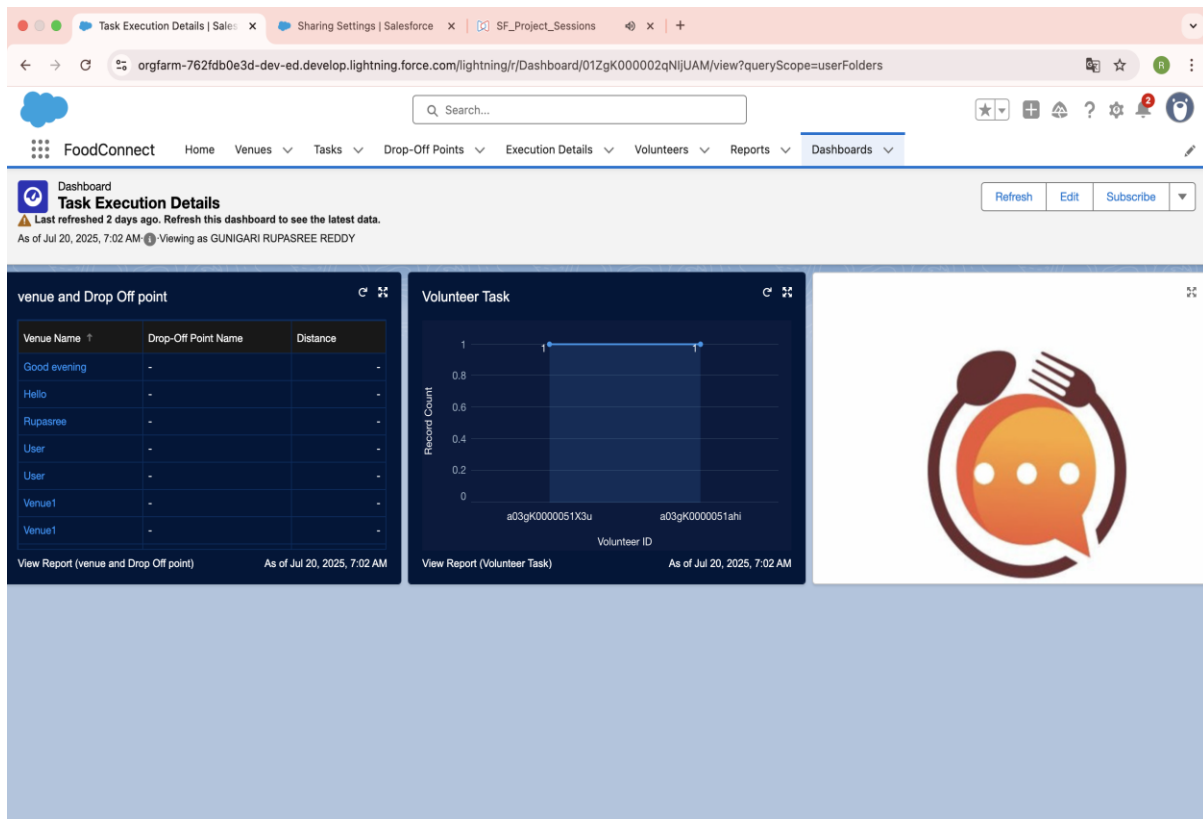 Task Execution Details | Sales
Sharing Settings | Salesforce
SF_Project_Sessions
orgfarm-762fdb0e3d-dev-ed.develop.lightning.force.com/lightning/r/Dashboard/01ZgK000002qNljUAM/view?queryScope=userFolders
R
Search...
2
FoodConnect Home Venues Tasks Drop-Off Points Execution Details Volunteers Reports Dashboards
Dashboard
Task Execution Details
Last refreshed 2 days ago. Refresh this dashboard to see the latest data.
As of Jul 20, 2025, 7:02 AM·Viewing as GUNIGARI RUPASREE REDDY
Refresh Edit Subscribe
venue and Drop Off point
Venue Name ↑ Drop-Off Point Name Distance
Good evening - -
Hello - -
Rupasree - -
User - -
User - -
Venue1 - -
Venue1 - -
View Report (venue and Drop Off point) As of Jul 20, 2025, 7:02 AM
Volunteer Task
Record Count
1
0.8
0.6
0.4
0.2
0
1 1
a03gK0000051X3u a03gK0000051ahi
Volunteer ID
View Report (Volunteer Task) As of Jul 20, 2025, 7:02 AM